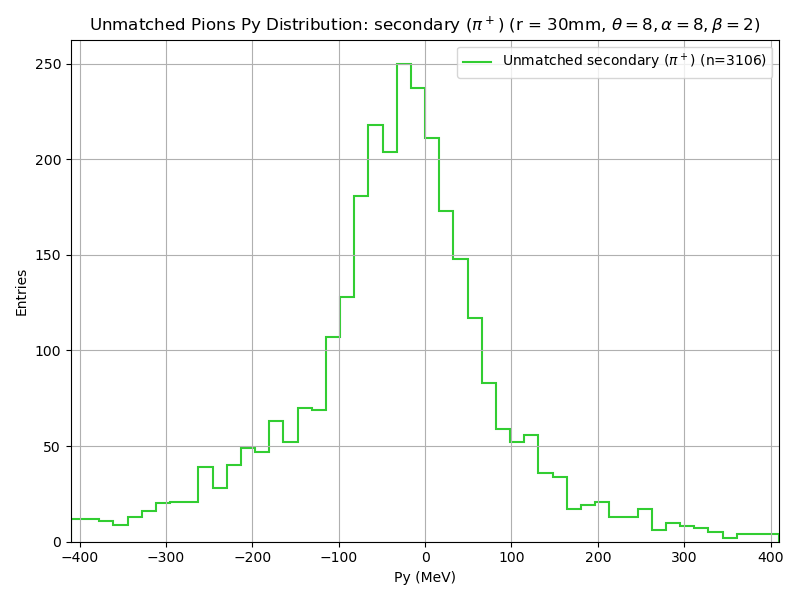 Unmatched Pions Py Distribution: secondary (π⁺) (r = 30mm, θ = 8, α = 8, β = 2)
Unmatched secondary (π⁺) (n=3106)
250
200
150
100
50
0
Entries
−400 −300 −200 −100 0 100 200 300 400
Py (MeV)